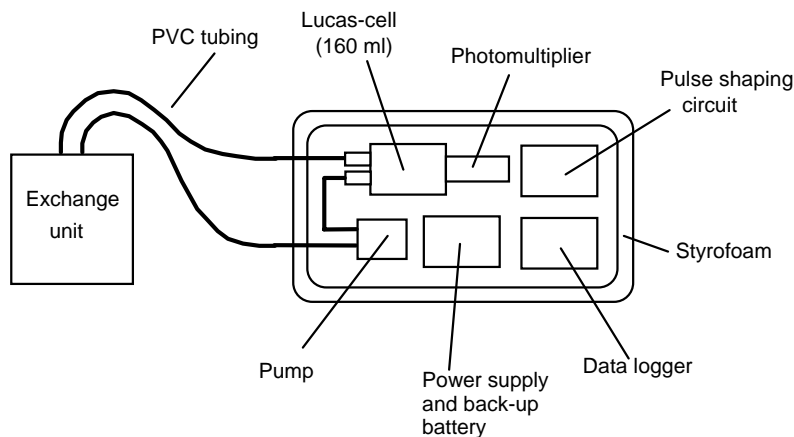 Lucas-cell
(160 ml)
PVC tubing
Photomultiplier
Pulse shaping
circuit
Exchange
unit
Styrofoam
Pump
Power supply
and back-up
battery
Data logger